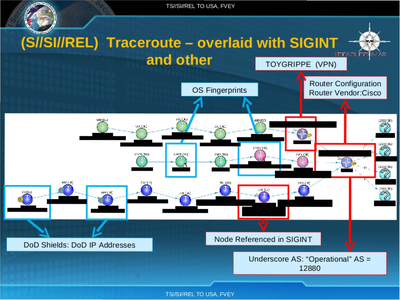 TS//SI//REL TO USA, FVEY
(S//SI//REL) Traceroute – overlaid with SIGINT
and other
TOYGRIPPE (VPN)
OS Fingerprints
Router Configuration
Router Vendor:Cisco
DoD Shields: DoD IP Addresses
Node Referenced in SIGINT
Underscore AS: “Operational” AS =
12880
TS//SI//REL TO USA, FVEY